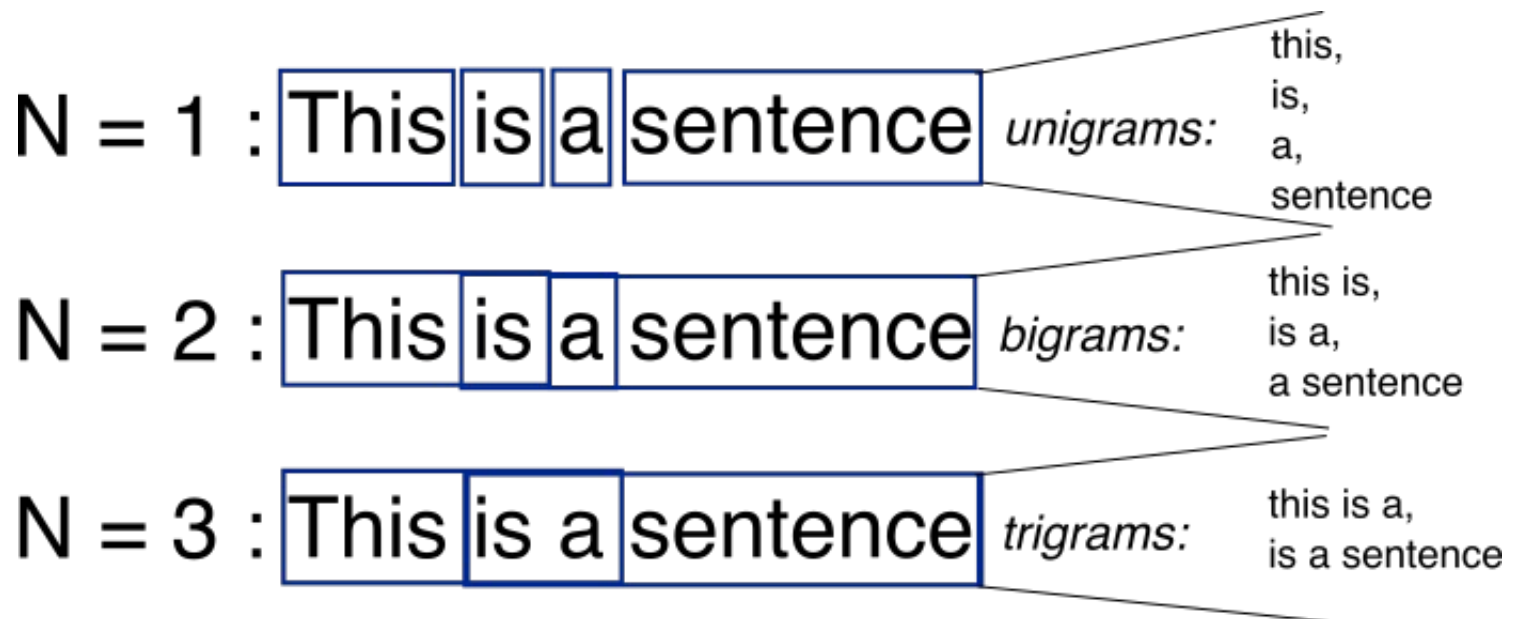 N = 1 : This is a sentence unigrams:
this,
is,
a,
sentence
N = 2 : This is a sentence bigrams:
this is,
is a,
a sentence
N = 3 : This is a sentence trigrams:
this is a,
is a sentence